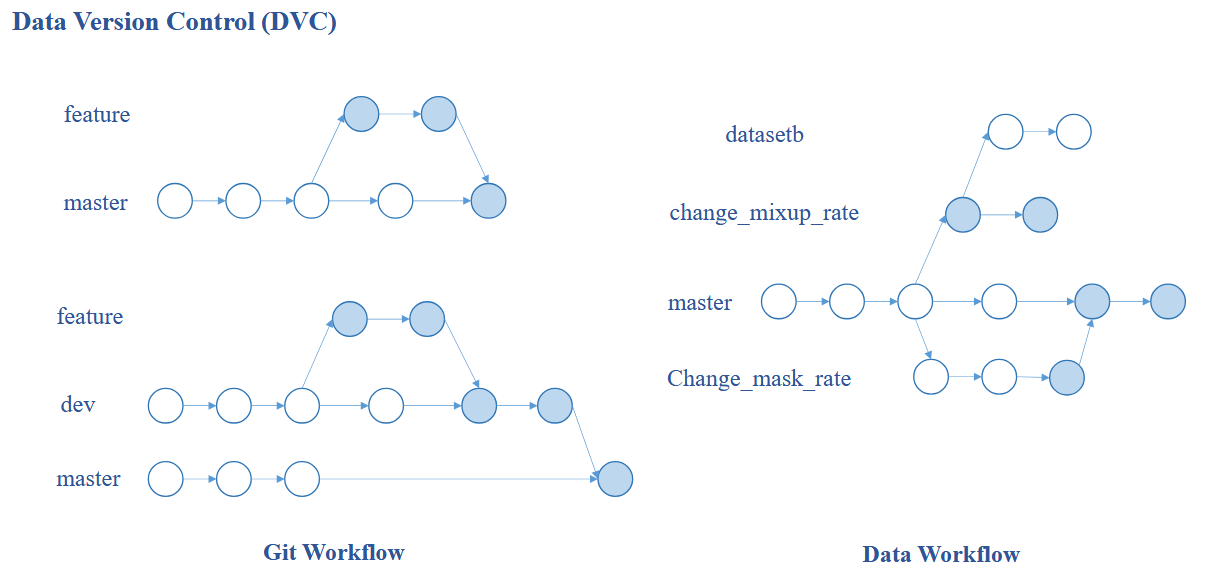 Data Version Control (DVC)
feature
master
feature
dev
master
Git Workflow
datasetb
change_mixup_rate
master
Change_mask_rate
Data Workflow